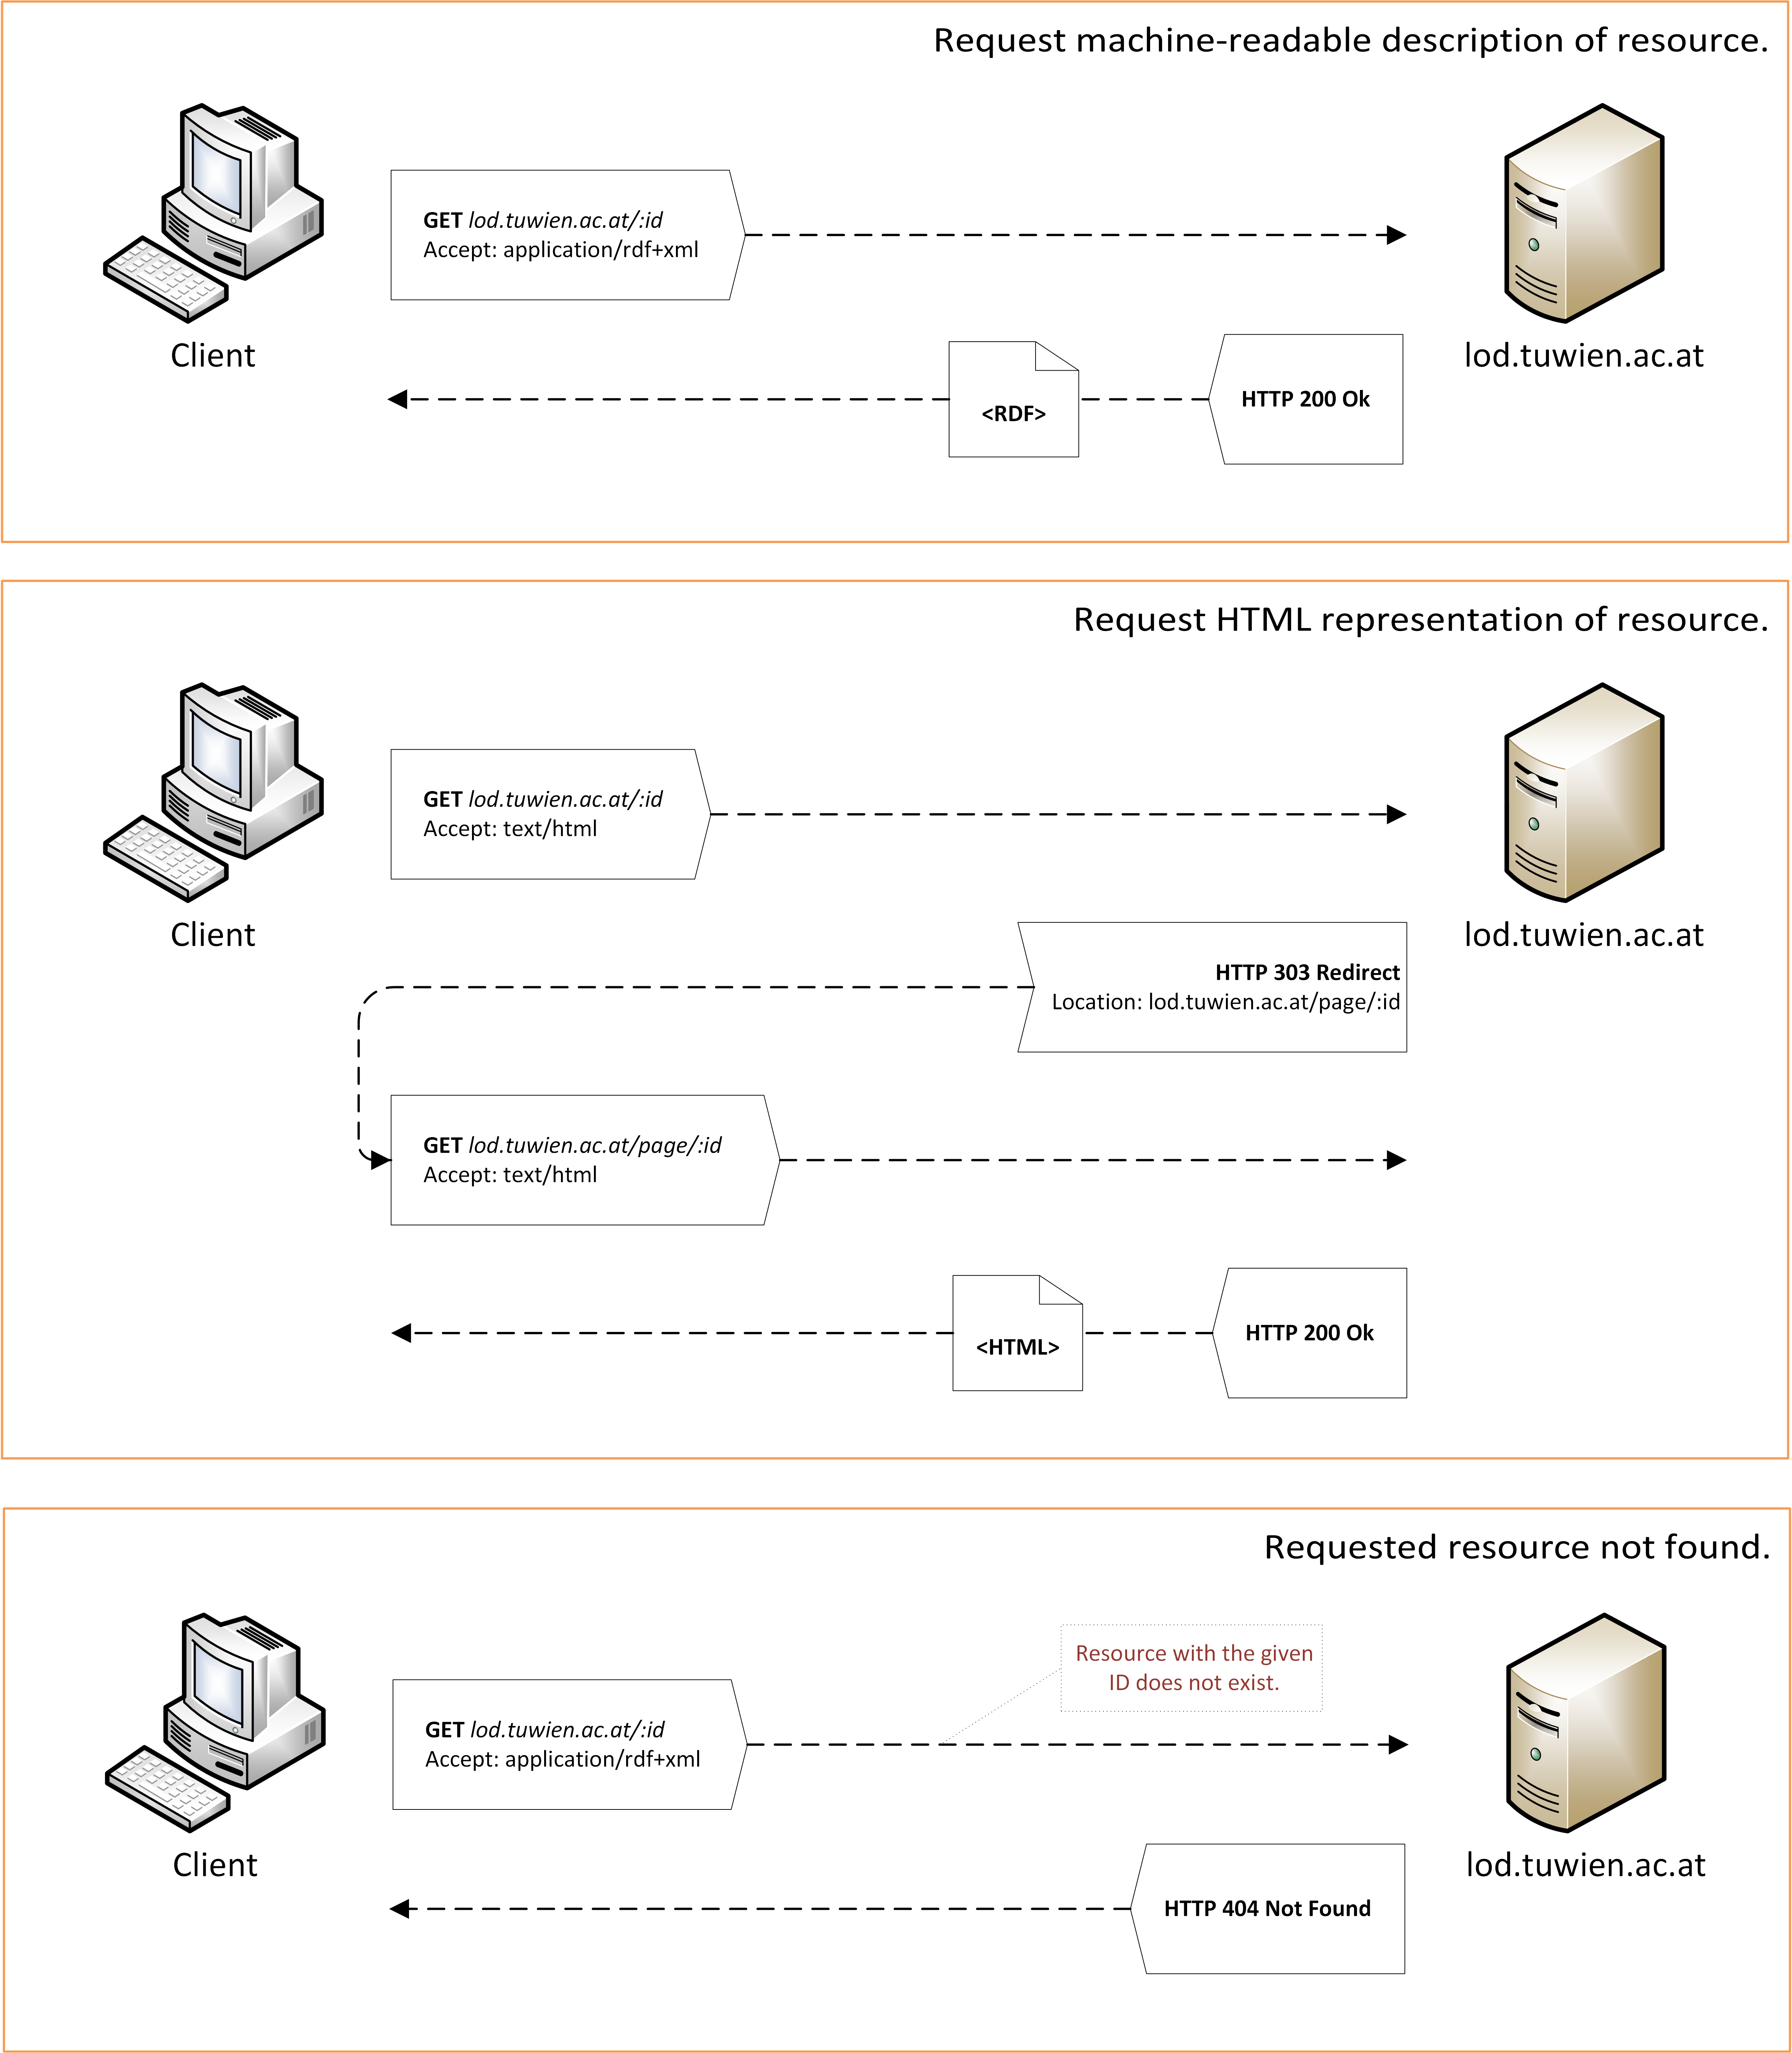 Request machine-readable description of resource.
GET lod.tuwien.ac.at/:id
Accept: application/rdf+xml
Client
lod.tuwien.ac.at
<RDF>
HTTP 200 Ok
Request HTML representation of resource.
GET lod.tuwien.ac.at/:id
Accept: text/html
Client
lod.tuwien.ac.at
HTTP 303 Redirect
Location: lod.tuwien.ac.at/page/:id
GET lod.tuwien.ac.at/page/:id
Accept: text/html
<HTML>
HTTP 200 Ok
Requested resource not found.
Resource with the given
ID does not exist.
GET lod.tuwien.ac.at/:id
Accept: application/rdf+xml
Client
lod.tuwien.ac.at
HTTP 404 Not Found